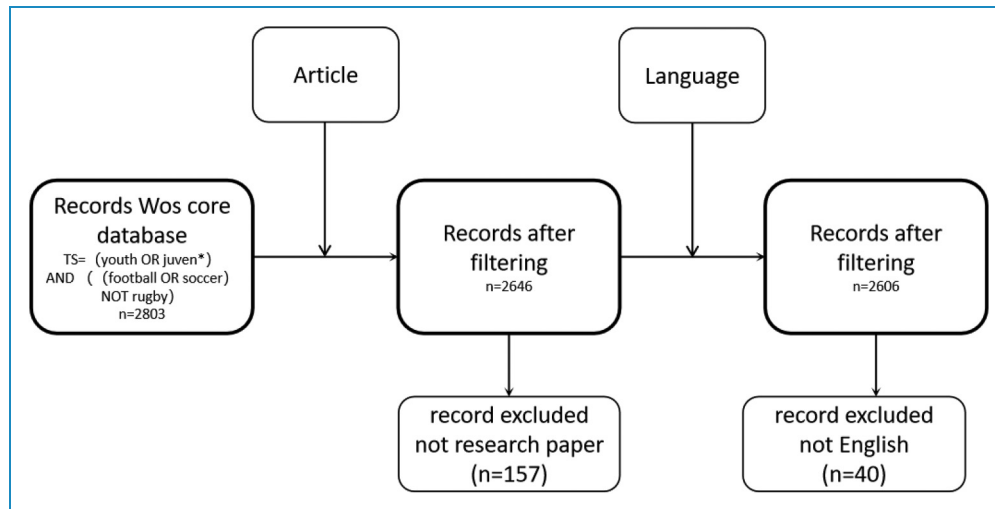 Article
Language
Records Wos core
database
TS= (youth OR juven*)
AND ( (football OR soccer)
NOT rugby)
n=2803
Records after
filtering
n=2646
Records after
filtering
n=2606
record excluded
not research paper
(n=157)
record excluded
not English
(n=40)